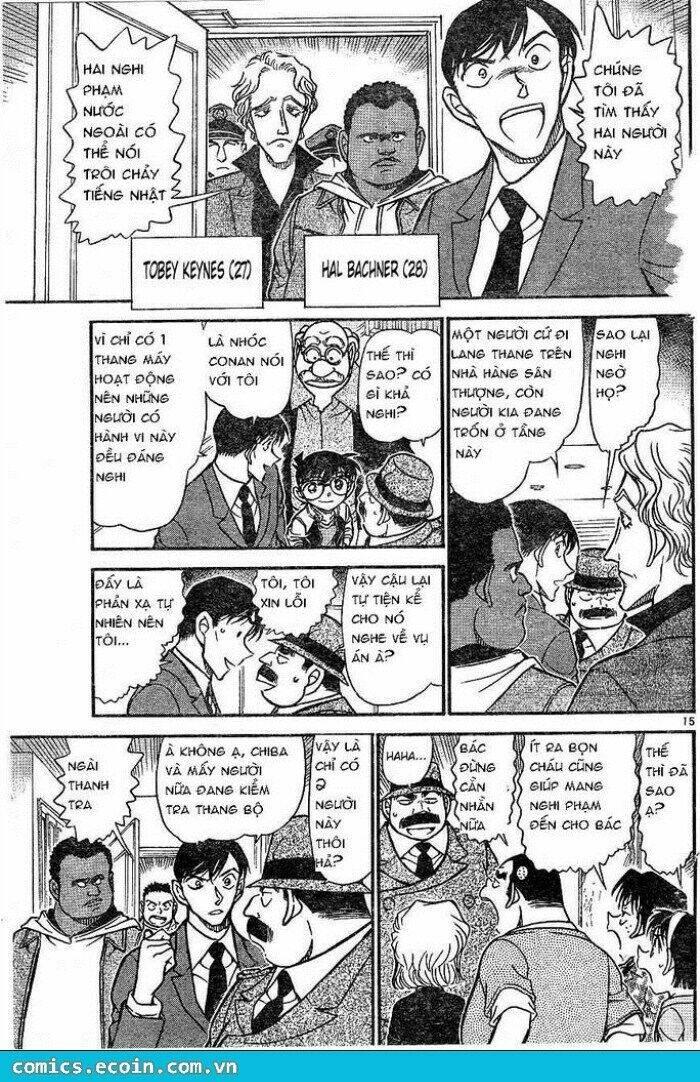 CHÚNG
TÔI ĐÃ
TÌM THẤY
HAI NGƯỜI
NÀY
HAI NGHI
PHẠM
NƯỚC
NGOÀI CÓ
THỂ NÓI
TRÔI CHẢY
TIẾNG NHẬT
TOBEY KEYNES (27)
HAL BACHNER (28)
SAO LẠI
NGHI
NGỜ
HỌ?
MỘT NGƯỜI CỨ ĐI
LANG THANG TRÊN
NHÀ HÀNG SÂN
THƯỢNG, CÒN
NGƯỜI KIA ĐANG
TRỐN Ở TẦNG
NÀY
THẾ THÌ
SAO? CÓ
GÌ KHẢ
NGHI?
LÀ NHÓC
CONAN NÓI
VỚI TÔI
VÌ CHỈ CÓ 1
THANG MÁY
HOẠT ĐỘNG
NÊN NHỮNG
NGƯỜI CÓ
HÀNH VI NÀY
ĐỀU ĐÁNG
NGHI
VẬY CẬU LẠI
TỰ TIỆN KỂ
CHO NÓ
NGHE VỀ VỤ
ÁN À?
TÔI, TÔI
XIN LỖI
ĐẤY LÀ
PHẢN XẠ TỰ
NHIÊN NÊN
TÔI...
15
THẾ
THÌ ĐÃ
SAO
Ạ?
ÍT RA BỌN
CHÁU CŨNG
GIÚP MANG
NGHI PHẠM
ĐẾN CHO BÁC
BÁC
ĐỪNG
CẰN
NHẰN
NỮA
HAHA...
VẬY LÀ
CHỈ CÓ
2
NGƯỜI
NÀY
THÔI
HẢ?
À KHÔNG Ạ, CHIBA
VÀ MẤY NGƯỜI
NỮA ĐANG KIỂM
TRA THANG BỘ
NGÀI
THANH
TRA
comics.ecoin.com.vn